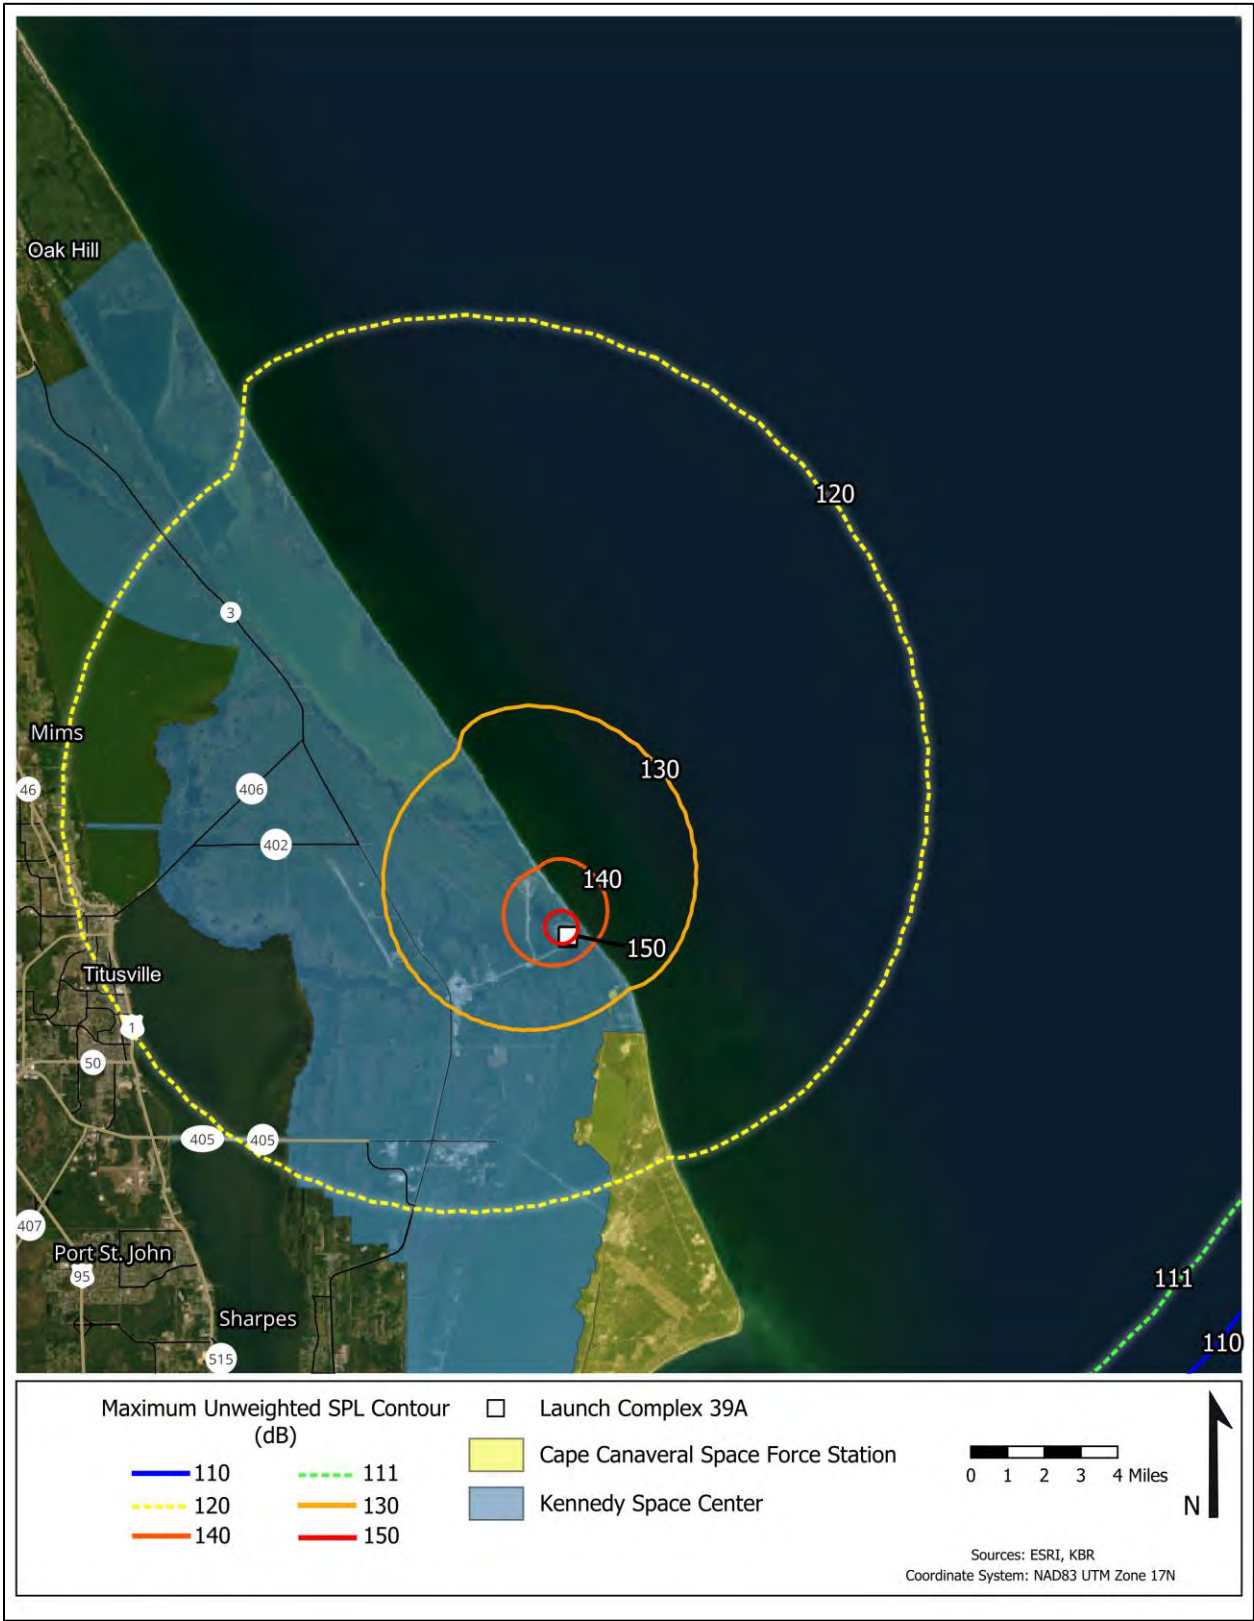 Oak Hill
120
3
Mims
130
46
406
402
140
150
Titusville
1
50
405
405
407
Port St. John
95
111
Sharpes
110
515
Maximum Unweighted SPL Contour
(dB)
110
111
120
130
140
150
Launch Complex 39A
Cape Canaveral Space Force Station
Kennedy Space Center
0 1 2 3 4 Miles
N
Sources: ESRI, KBR
Coordinate System: NAD83 UTM Zone 17N